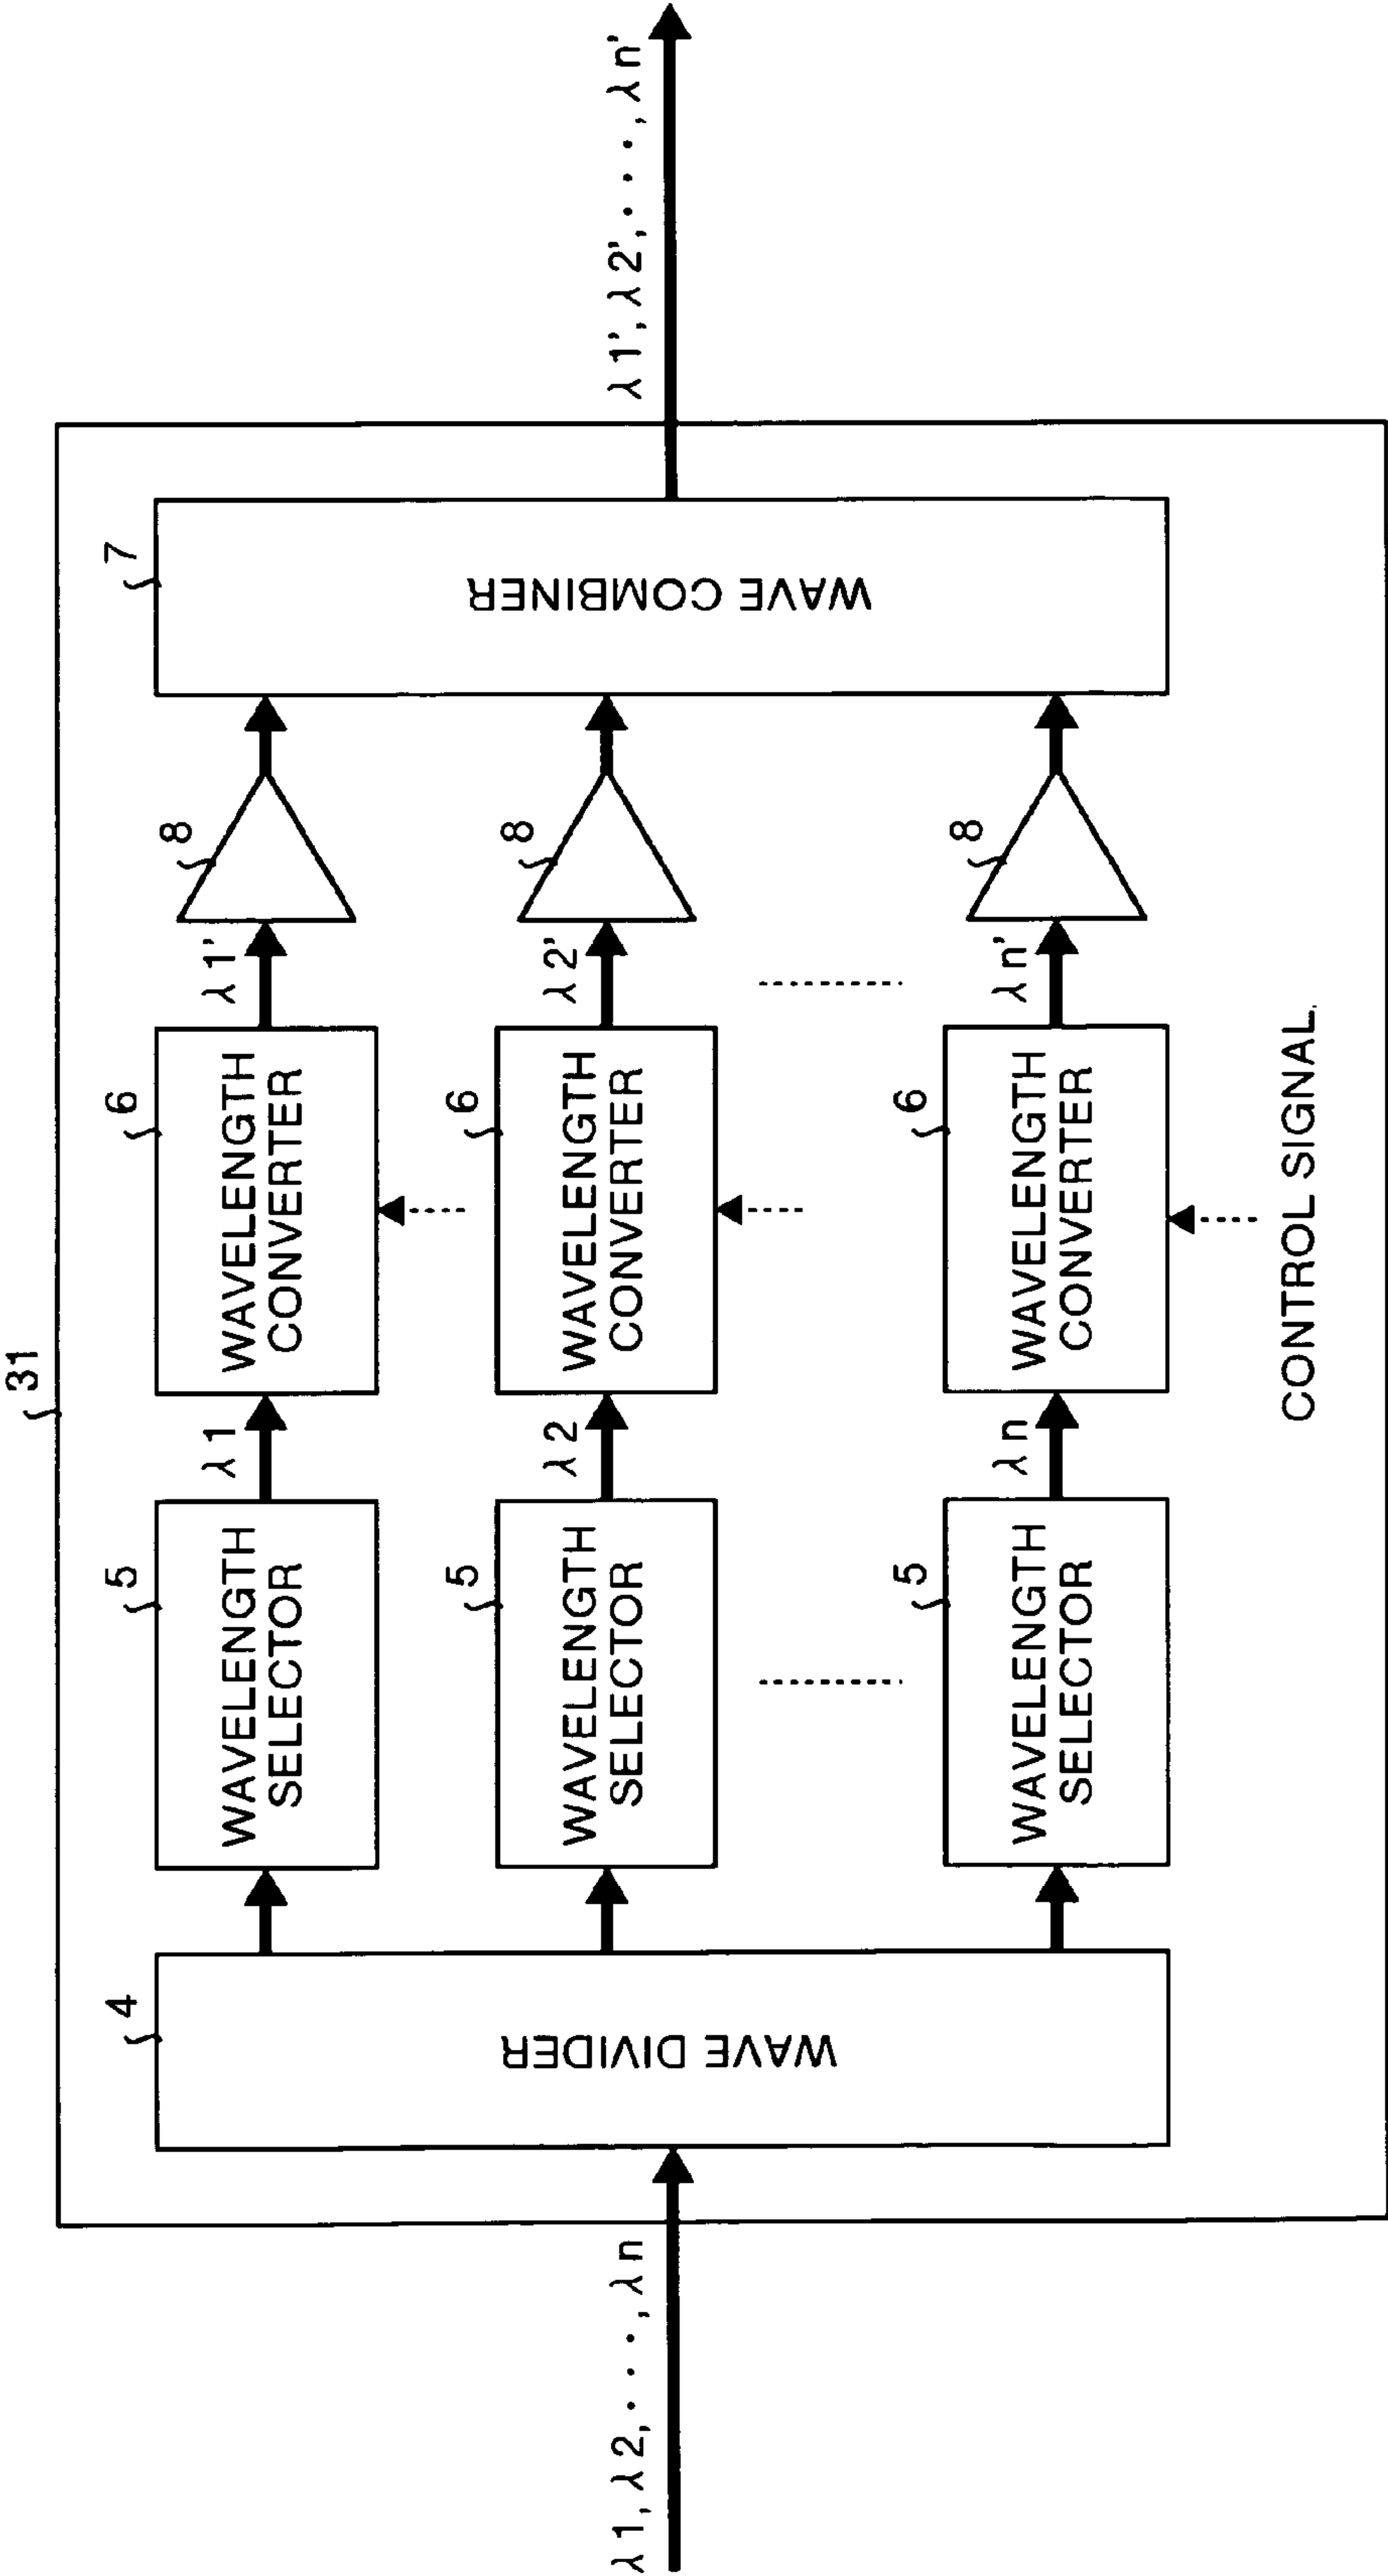 31
4
5
6
7
8
λ1, λ2, ・・・, λn
WAVE DIVIDER
WAVELENGTH
SELECTOR
λ1
WAVELENGTH
CONVERTER
λ1'
WAVE COMBINER
λ1', λ2', ・・・, λn'
5
6
8
WAVELENGTH
SELECTOR
λ2
WAVELENGTH
CONVERTER
λ2'
5
6
8
WAVELENGTH
SELECTOR
λn
WAVELENGTH
CONVERTER
λn'
CONTROL SIGNAL